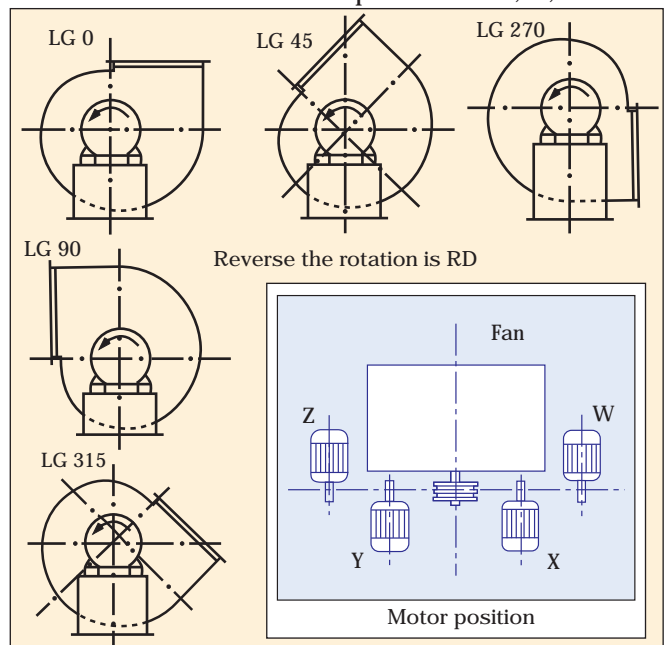 LG 0
LG 45
LG 270
LG 90
Reverse the rotation is RD
Fan
Z
W
LG 315
Y
X
Motor position